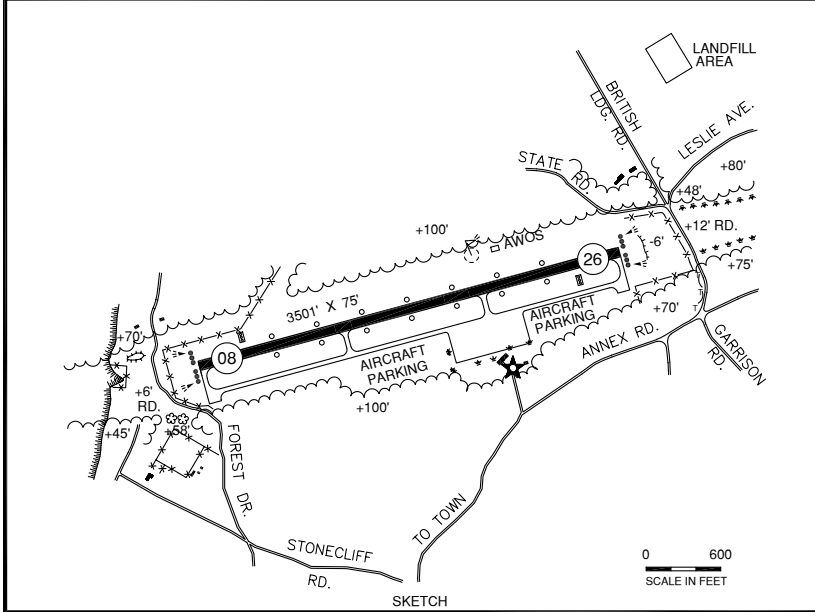 LANDFILL
AREA
BRITISH
LDG. RD.
LESLIE AVE.
STATE RD.
+80'
+48'
+100'
AWOS
+12' RD.
-6'
26
+75'
3501' X 75'
AIRCRAFT
PARKING
+70'
+70'
08
AIRCRAFT
PARKING
ANNEX RD.
GARRISON
RD.
+6'
RD.
+100'
+45'
+58'
FOREST DR.
TO TOWN
STONECLIFF
RD.
0 600
SCALE IN FEET
SKETCH